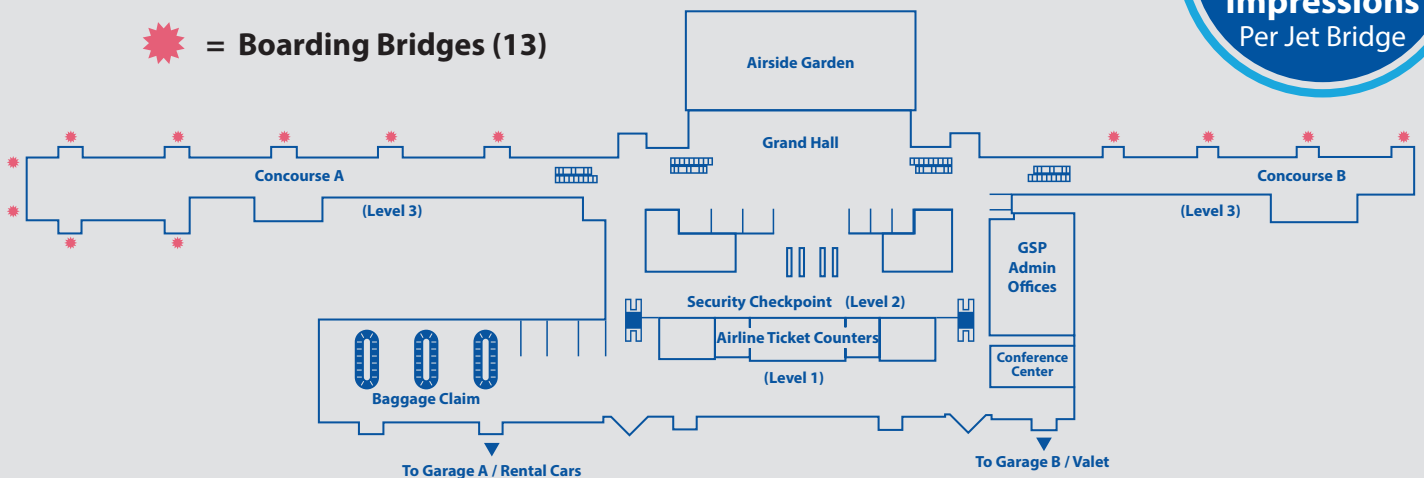 = Boarding Bridges (13)
Impressions
Per Jet Bridge
Airside Garden
Grand Hall
Concourse A
(Level 3)
Concourse B
(Level 3)
GSP
Admin
Offices
Security Checkpoint (Level 2)
Airline Ticket Counters
(Level 1)
Conference
Center
Baggage Claim
To Garage A / Rental Cars
To Garage B / Valet